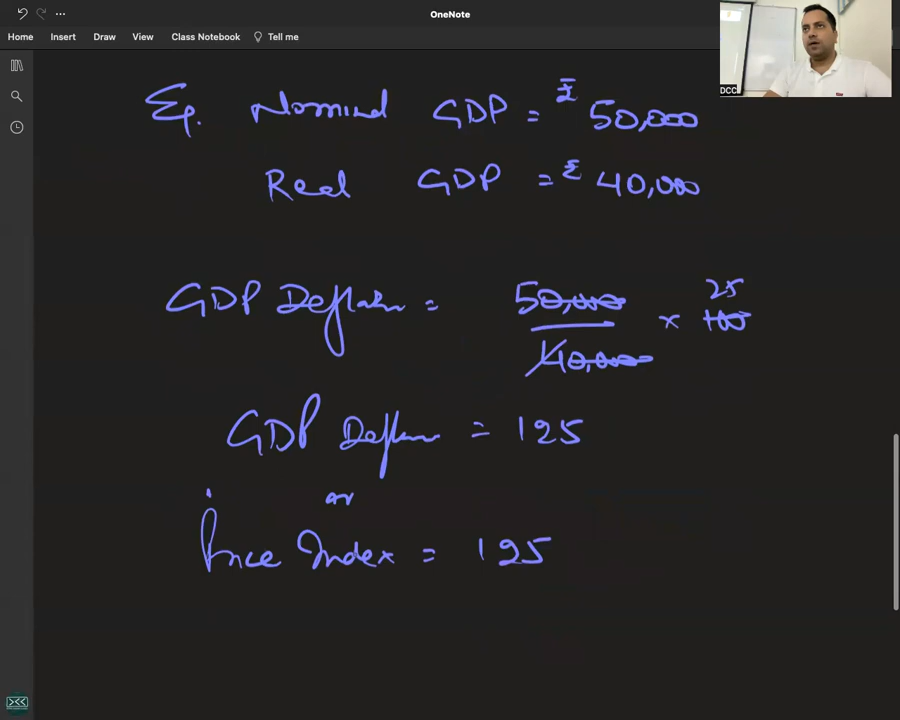 OneNote
Home Insert Draw View Class Notebook Tell me
DCC
Eg. Nominal GDP = ₹ 50,000
Real GDP = ₹ 40,000
25
GDP Deflator = 50,000 × 100
40,000
GDP Deflator = 125
or
Price Index = 125